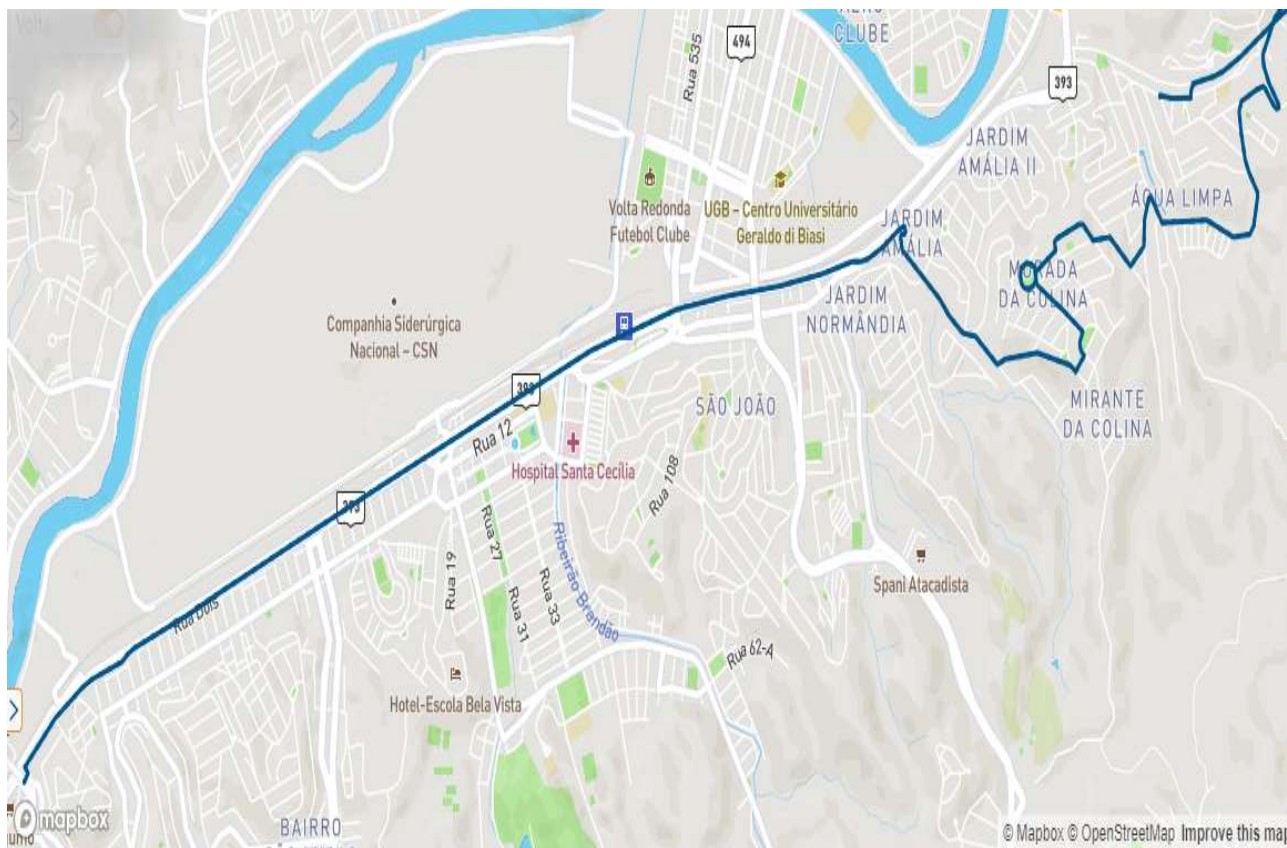 Volta
CLUBE
494
Rua 535
393
JARDIM
AMÁLIA II
Volta Redonda
Futebol Clube
UGB – Centro Universitário
Geraldo di Biasi
ÁGUA LIMPA
JARDIM
AMÁLIA
MORADA
DA COLINA
JARDIM
NORMÂNDIA
Companhia Siderúrgica
Nacional – CSN
393
SÃO JOÃO
MIRANTE
DA COLINA
Rua 12
Hospital Santa Cecília
Rua 108
393
Rua 27
Rua 19
Rua 33
Rua 31
Ribeirão Brandão
Spani Atacadista
Rua Dois
Rua 62-A
Hotel-Escola Bela Vista
mapbox
BAIRRO
© Mapbox © OpenStreetMap Improve this map